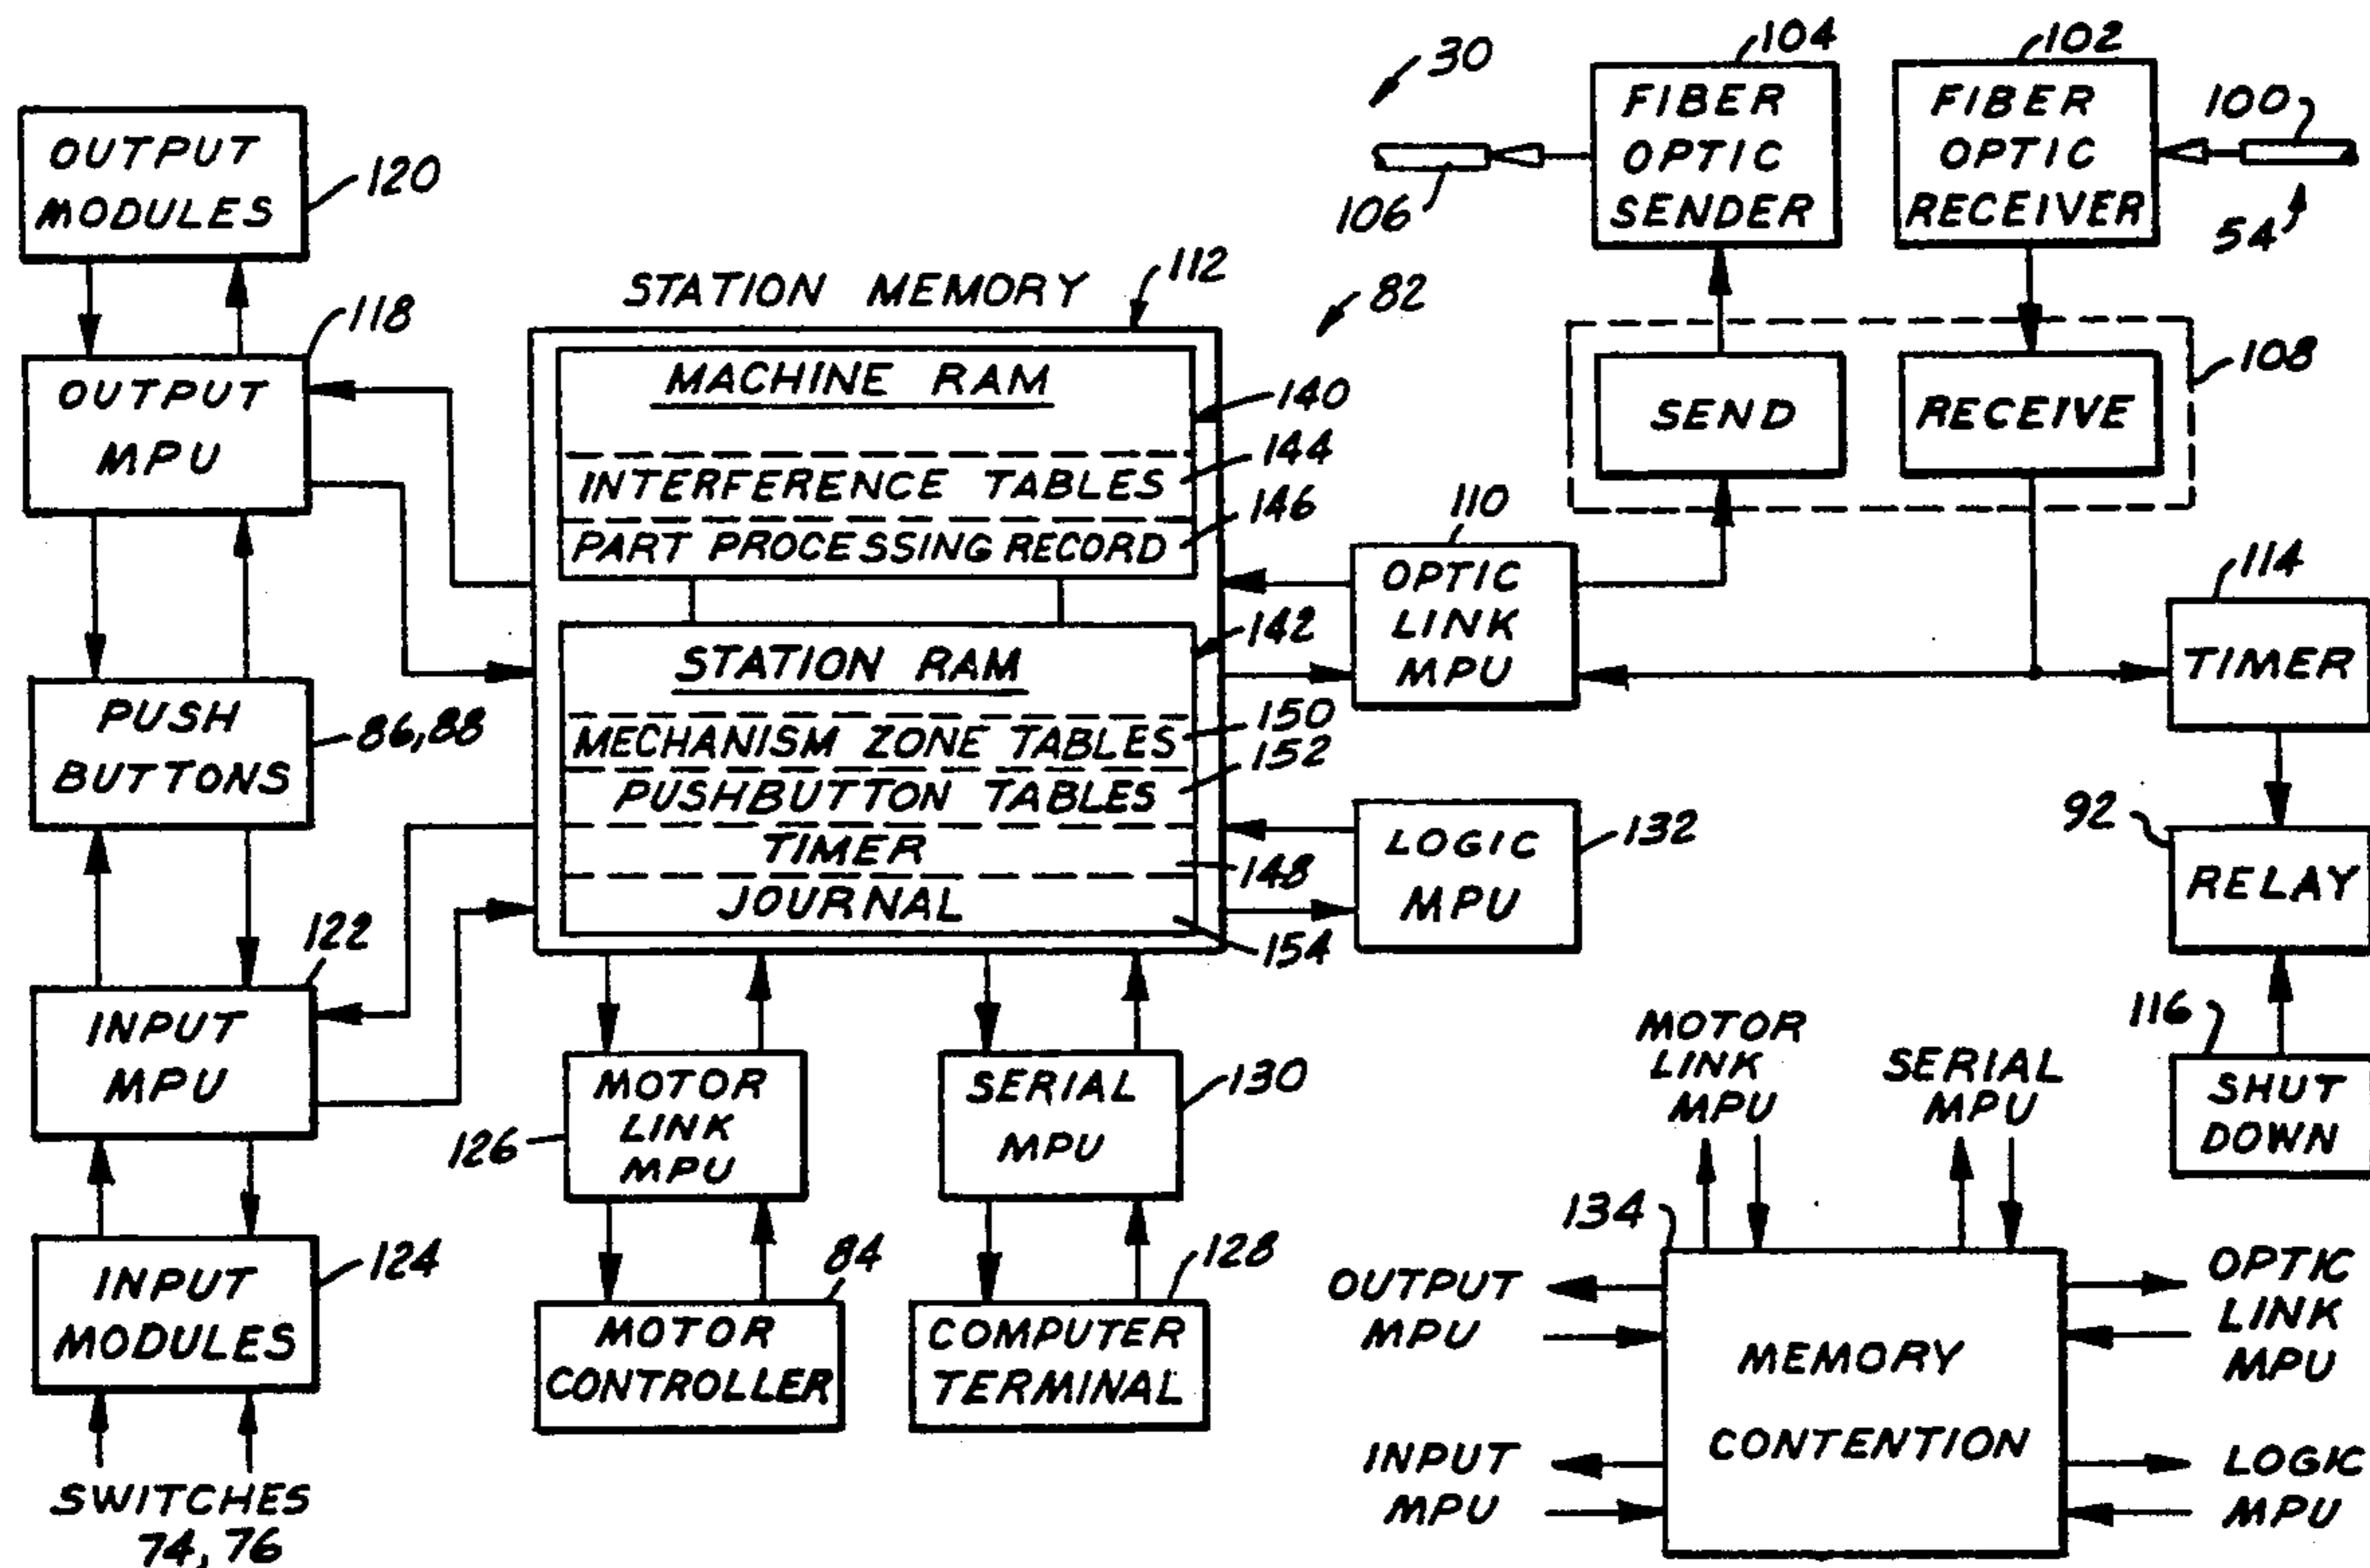 OUTPUT
MODULES
120
118
OUTPUT
MPU
PUSH
BUTTONS
86,88
122
INPUT
MPU
124
INPUT
MODULES
SWITCHES
74, 76
STATION MEMORY
112
82
MACHINE RAM
140
INTERFERENCE TABLES
144
PART PROCESSING RECORD
146
STATION RAM
142
MECHANISM ZONE TABLES
150
PUSHBUTTON TABLES
152
TIMER
148
JOURNAL
154
MOTOR
LINK
MPU
126
SERIAL
MPU
130
84
MOTOR
CONTROLLER
128
COMPUTER
TERMINAL
30
106
104
FIBER
OPTIC
SENDER
102
FIBER
OPTIC
RECEIVER
100
54
SEND
RECEIVE
108
110
OPTIC
LINK
MPU
LOGIC
MPU
132
114
TIMER
92
RELAY
116
SHUT
DOWN
MOTOR
LINK
MPU
SERIAL
MPU
134
MEMORY
CONTENTION
OUTPUT
MPU
INPUT
MPU
OPTIC
LINK
MPU
LOGIC
MPU